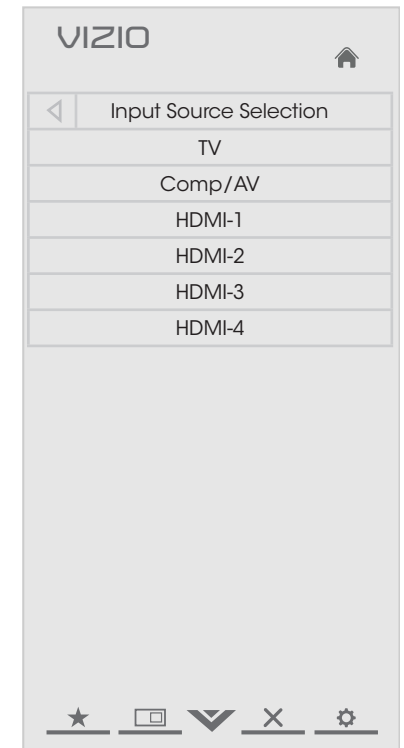 VIZIO
Input Source Selection
TV
Comp/AV
HDMI-1
HDMI-2
HDMI-3
HDMI-4